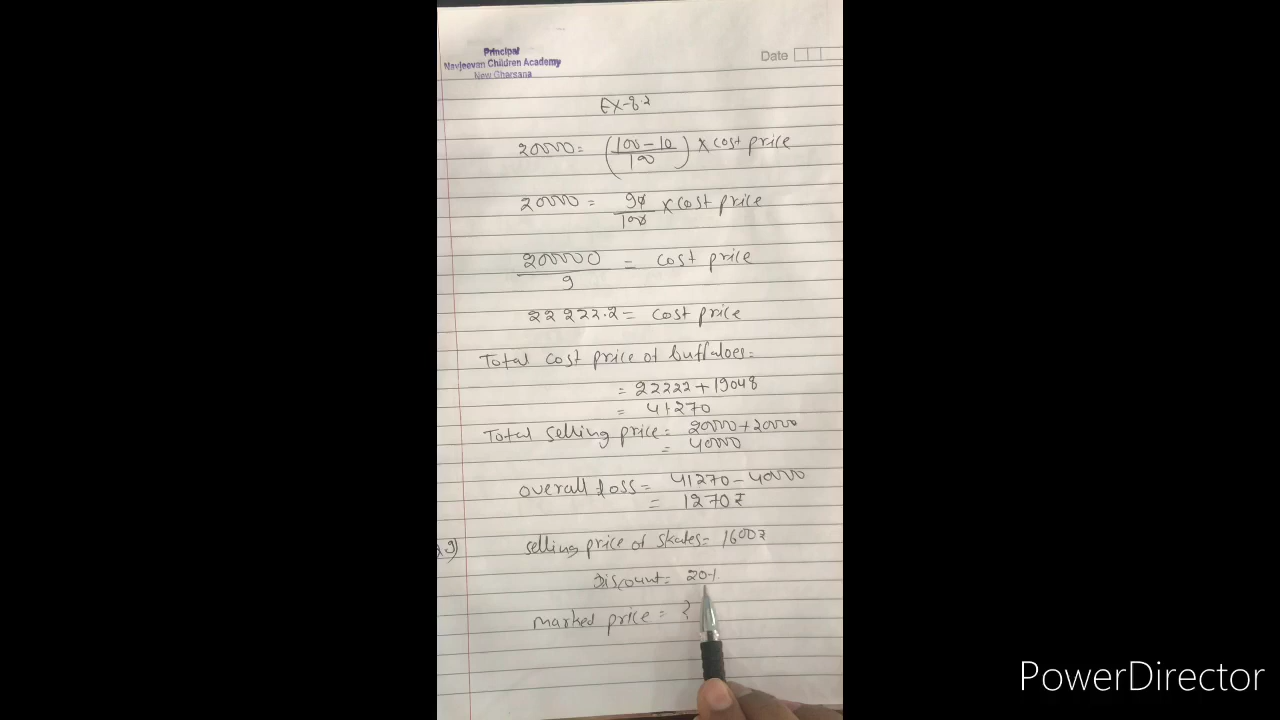 Principal
Navjeevan Children Academy
New Gharsana
Date
EX-8.2
20000 = (100-10/100) × cost price
20000 = 90/100 × cost price
200000/9 = cost price
22222.2 = cost price
Total cost price of buffaloes =
= 22222 + 19048
= 41270
Total selling price = 20000 + 20000
= 40000
overall loss = 41270 - 40000
= 1270 ₹
9) selling price of skates = 1600 ₹
Discount = 20%
marked price = ?
PowerDirector